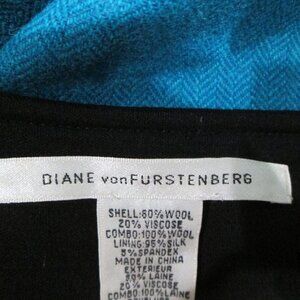 DIANE vonFURSTENBERG
SHELL:80%WOOL
20% VISCOSE
COMBO:100%WOOL
LINING:95%SILK
5%SPANDEX
MADE IN CHINA
EXTERIEUR
80% LAINE
20% VISCOSE
COMBO:100%LAINE